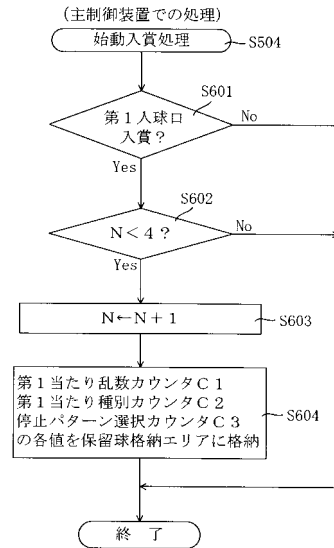 (主制御装置での処理)
始動入賞処理
S504
S601
第1入球口
入賞?
No
Yes
S602
N<4?
No
Yes
N←N+1
S603
第1当たり乱数カウンタC1
第1当たり種別カウンタC2
停止パターン選択カウンタC3
の各値を保留球格納エリアに格納
S604
終了